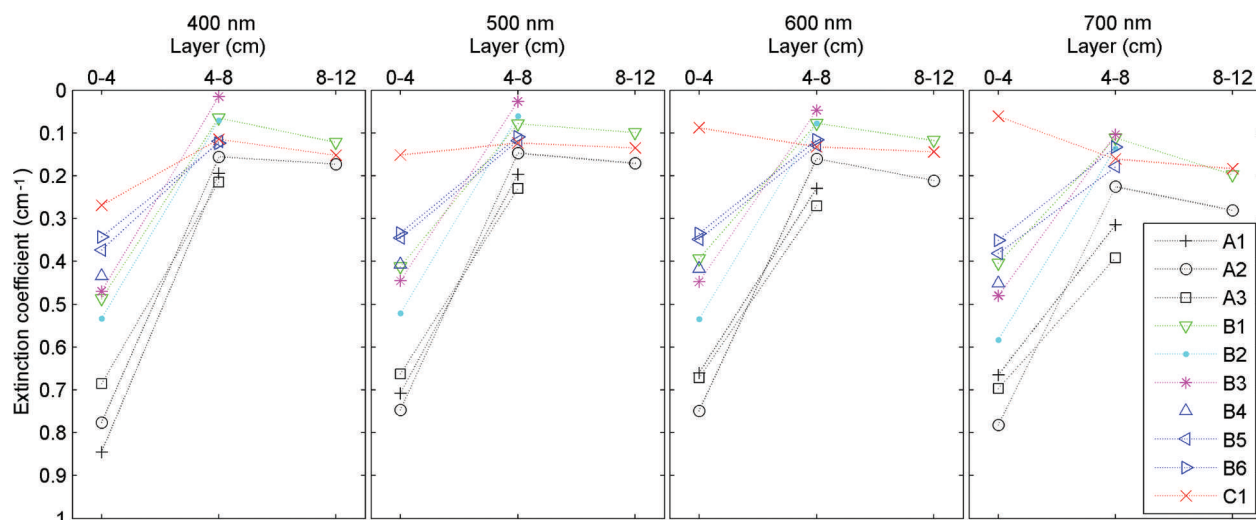 400 nm
Layer (cm)
0-4 4-8 8-12
500 nm
Layer (cm)
0-4 4-8 8-12
600 nm
Layer (cm)
0-4 4-8 8-12
700 nm
Layer (cm)
0-4 4-8 8-12
Extinction coefficient (cm⁻¹)
0
0.1
0.2
0.3
0.4
0.5
0.6
0.7
0.8
0.9
1
A1
A2
A3
B1
B2
B3
B4
B5
B6
C1